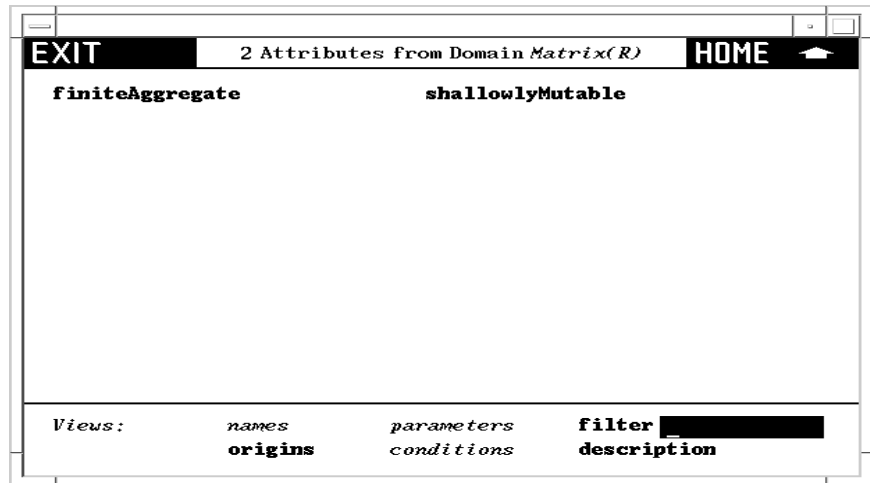 EXIT 2 Attributes from Domain Matrix(R) HOME
finiteAggregate shallowlyMutable
Views: names parameters filter
origins conditions description